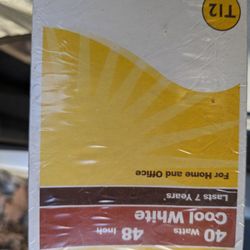 T12
40 Watts 48 Inch
Cool White
Lasts 7 Years*
For Home and Office